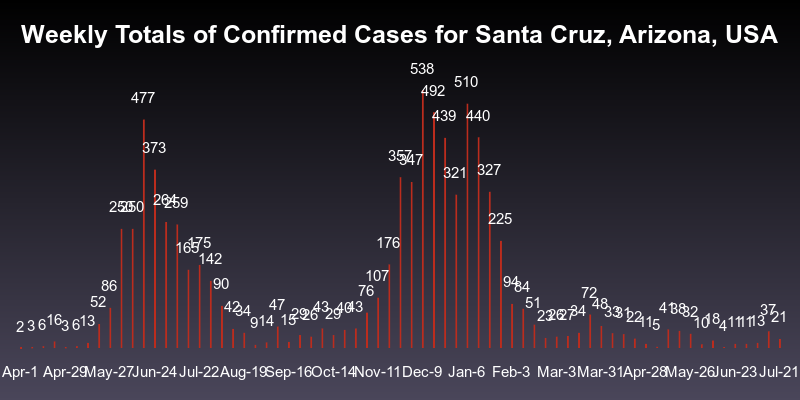 Weekly Totals of Confirmed Cases for Santa Cruz, Arizona, USA
2 3 6 16 3 6 13 52 86 250 250 477 373 264 259 165 175 142 90 42 34 9 14 47 15 29 26 43 29 40 43 76 107 176 357 347 538 492 439 321 510 440 327 225 94 84 51 23 26 27 34 72 48 33 31 22 11 5 41 38 32 10 18 4 11 11 13 37 21
Apr-1 Apr-29 May-27 Jun-24 Jul-22 Aug-19 Sep-16 Oct-14 Nov-11 Dec-9 Jan-6 Feb-3 Mar-3 Mar-31 Apr-28 May-26 Jun-23 Jul-21